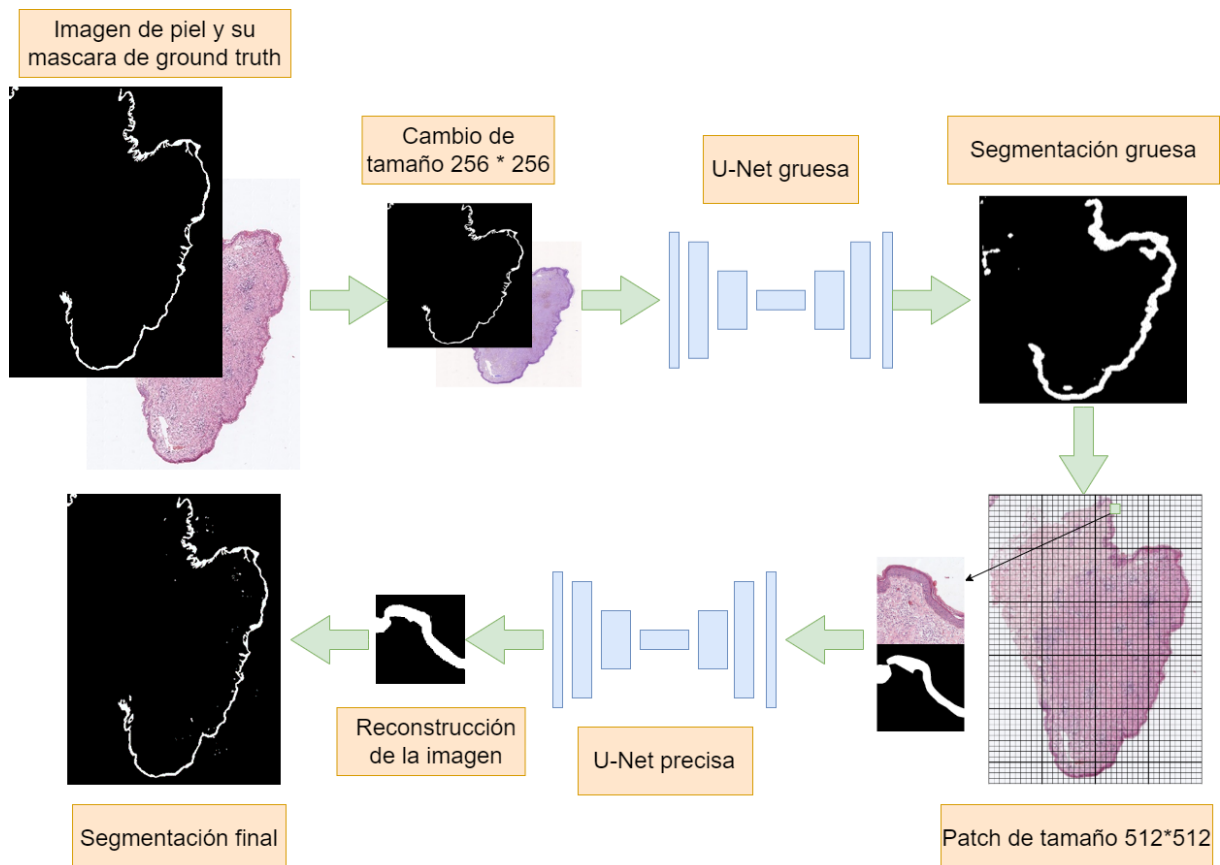 Imagen de piel y su
mascara de ground truth
Cambio de
tamaño 256 * 256
U-Net gruesa
Segmentación gruesa
Reconstrucción
de la imagen
U-Net precisa
Segmentación final
Patch de tamaño 512*512